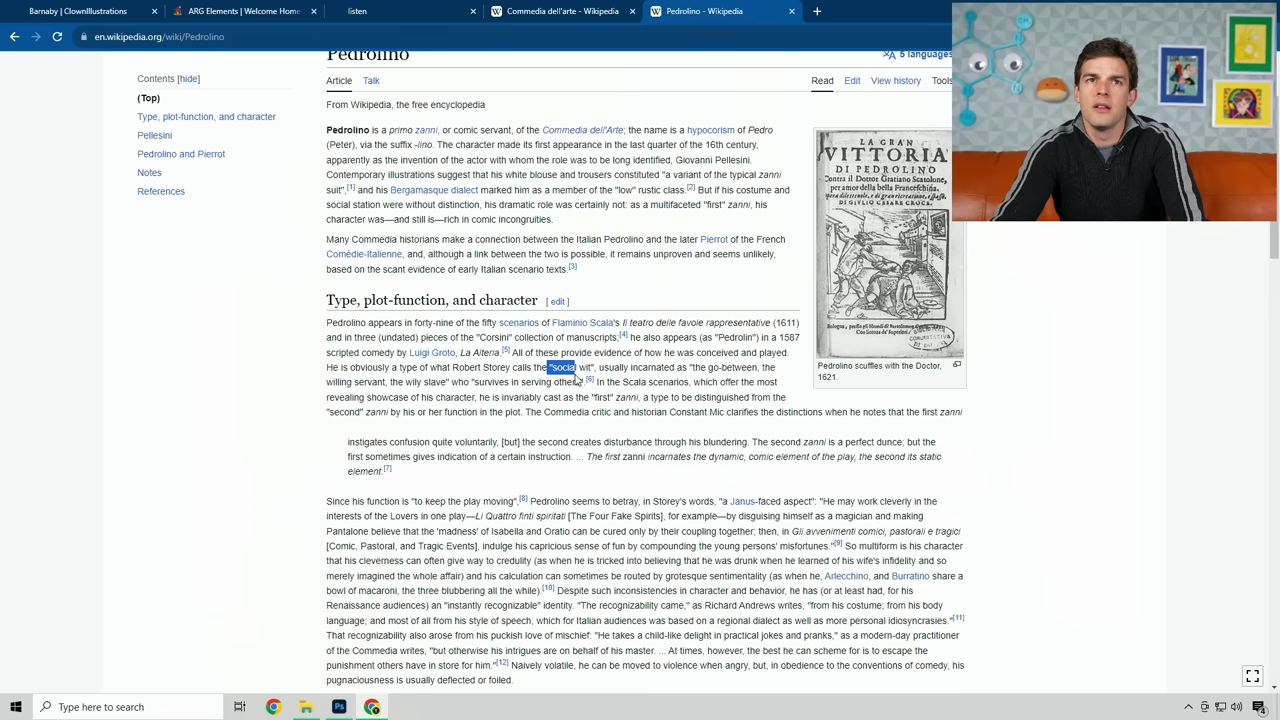 Barnaby | ClownIllustrations
ARG Elements | Welcome Home
listen
Commedia dell'arte - Wikipedia
Pedrolino - Wikipedia
en.wikipedia.org/wiki/Pedrolino
Pedrolino
5 languages
Contents [hide]
(Top)
Type, plot-function, and character
Pellesini
Pedrolino and Pierrot
Notes
References
Article Talk
Read Edit View history Tools
From Wikipedia, the free encyclopedia
Pedrolino is a primo zanni, or comic servant, of the Commedia dell'Arte; the name is a hypocorism of Pedro
(Peter), via the suffix -lino. The character made its first appearance in the last quarter of the 16th century,
apparently as the invention of the actor with whom the role was to be long identified, Giovanni Pellesini.
Contemporary illustrations suggest that his white blouse and trousers constituted "a variant of the typical zanni
suit",[1] and his Bergamasque dialect marked him as a member of the "low" rustic class.[2] But if his costume and
social station were without distinction, his dramatic role was certainly not: as a multifaceted "first" zanni, his
character was—and still is—rich in comic incongruities.
Many Commedia historians make a connection between the Italian Pedrolino and the later Pierrot of the French
Comédie-Italienne, and, although a link between the two is possible, it remains unproven and seems unlikely,
based on the scant evidence of early Italian scenario texts.[3]
LA GRAN
VITTORIA
DI PEDROLINO
Contra il Dottor Gratiano Scatolone,
per amor della bella Franceschina.
DI GIVLIO CESARE CROCE.
Pedrolino scuffles with the Doctor,
1621.
Type, plot-function, and character [ edit ]
Pedrolino appears in forty-nine of the fifty scenarios of Flaminio Scala's Il teatro delle favole rappresentative (1611)
and in three (undated) pieces of the "Corsini" collection of manuscripts;[4] he also appears (as "Pedrolin") in a 1587
scripted comedy by Luigi Groto, La Alteria.[5] All of these provide evidence of how he was conceived and played.
He is obviously a type of what Robert Storey calls the "social wit", usually incarnated as "the go-between, the
willing servant, the wily slave" who "survives in serving others".[6] In the Scala scenarios, which offer the most
revealing showcase of his character, he is invariably cast as the "first" zanni, a type to be distinguished from the
"second" zanni by his or her function in the plot. The Commedia critic and historian Constant Mic clarifies the distinctions when he notes that the first zanni
instigates confusion quite voluntarily, [but] the second creates disturbance through his blundering. The second zanni is a perfect dunce; but the
first sometimes gives indication of a certain instruction. ... The first zanni incarnates the dynamic, comic element of the play, the second its static
element.[7]
Since his function is "to keep the play moving",[8] Pedrolino seems to betray, in Storey's words, "a Janus-faced aspect": "He may work cleverly in the
interests of the Lovers in one play—Li Quattro finti spiritati [The Four Fake Spirits], for example—by disguising himself as a magician and making
Pantalone believe that the 'madness' of Isabella and Oratio can be cured only by their coupling together; then, in Gli avvenimenti comici, pastorali e tragici
[Comic, Pastoral, and Tragic Events], indulge his capricious sense of fun by compounding the young persons' misfortunes."[9] So multiform is his character
that his cleverness can often give way to credulity (as when he is tricked into believing that he was drunk when he learned of his wife's infidelity and so
merely imagined the whole affair) and his calculation can sometimes be routed by grotesque sentimentality (as when he, Arlecchino, and Burratino share a
bowl of macaroni, the three blubbering all the while).[10] Despite such inconsistencies in character and behavior, he has (or at least had, for his
Renaissance audiences) an "instantly recognizable" identity. "The recognizability came," as Richard Andrews writes, "from his costume; from his body
language; and most of all from his style of speech, which for Italian audiences was based on a regional dialect as well as more personal idiosyncrasies."[11]
That recognizability also arose from his puckish love of mischief: "He takes a child-like delight in practical jokes and pranks," as a modern-day practitioner
of the Commedia writes, "but otherwise his intrigues are on behalf of his master. ... At times, however, the best he can scheme for is to escape the
punishment others have in store for him."[12] Naively volatile, he can be moved to violence when angry, but, in obedience to the conventions of comedy, his
pugnaciousness is usually deflected or foiled.
Type here to search